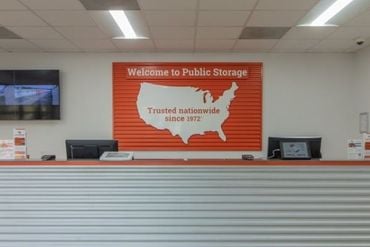 Welcome to Public Storage
Trusted nationwide
since 1972